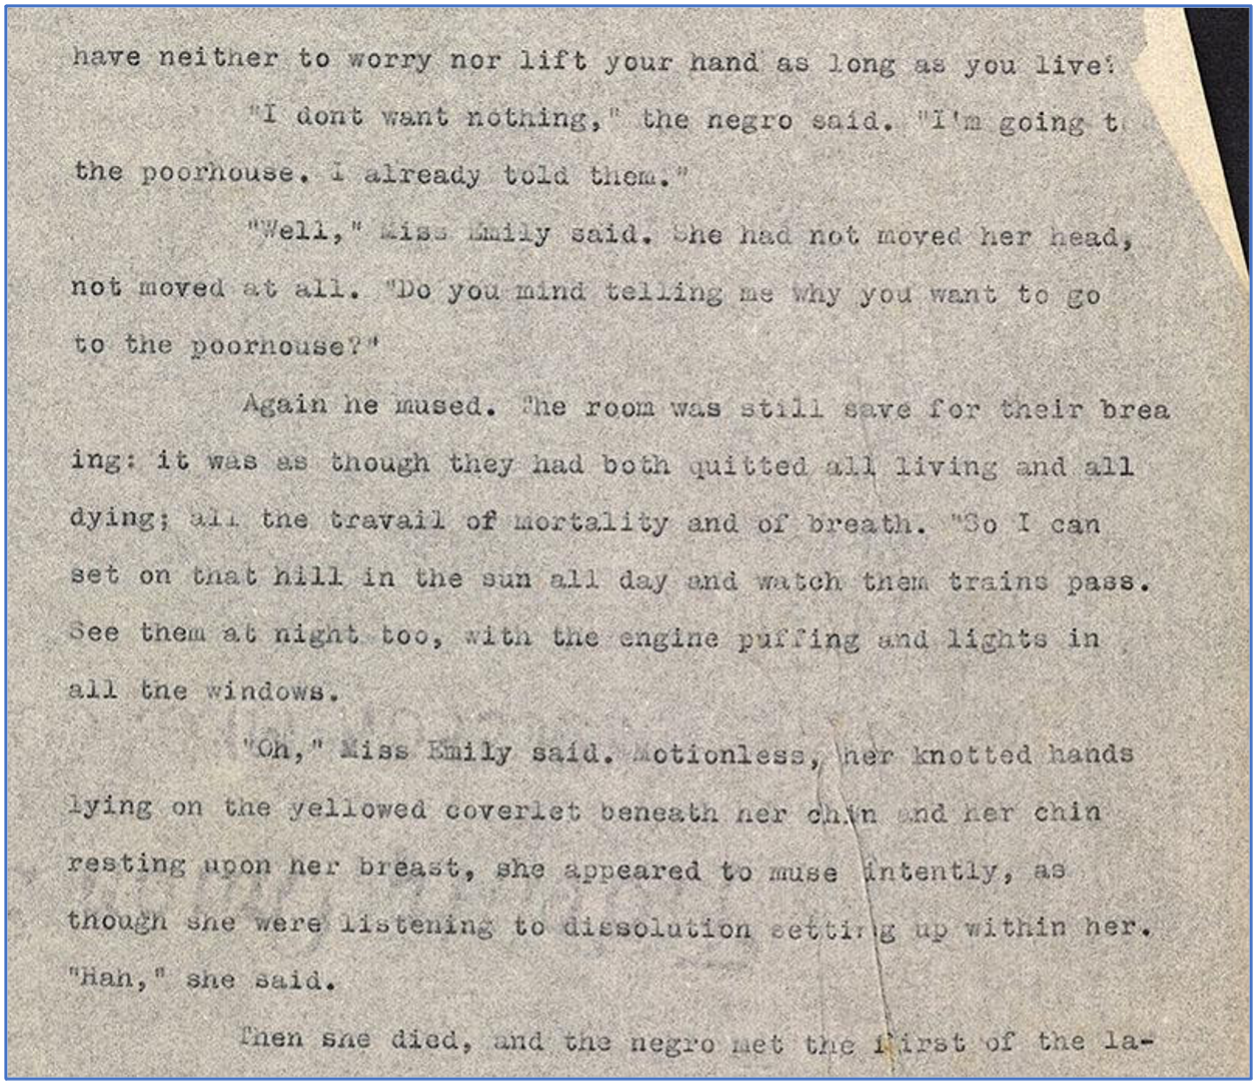 have neither to worry nor lift your hand as long as you live?
"I dont want nothing," the negro said. "I'm going t
the poorhouse. I already told them."
"Well," Miss Emily said. She had not moved her head,
not moved at all. "Do you mind telling me why you want to go
to the poorhouse?"
Again he mused. The room was still save for their brea
ing: it was as though they had both quitted all living and all
dying; all the travail of mortality and of breath. "So I can
set on that hill in the sun all day and watch them trains pass.
See them at night too, with the engine puffing and lights in
all the windows.
"Oh," Miss Emily said. Motionless, her knotted hands
lying on the yellowed coverlet beneath her chin and her chin
resting upon her breast, she appeared to muse intently, as
though she were listening to dissolution setting up within her.
"Hah," she said.
Then she died, and the negro met the first of the la-